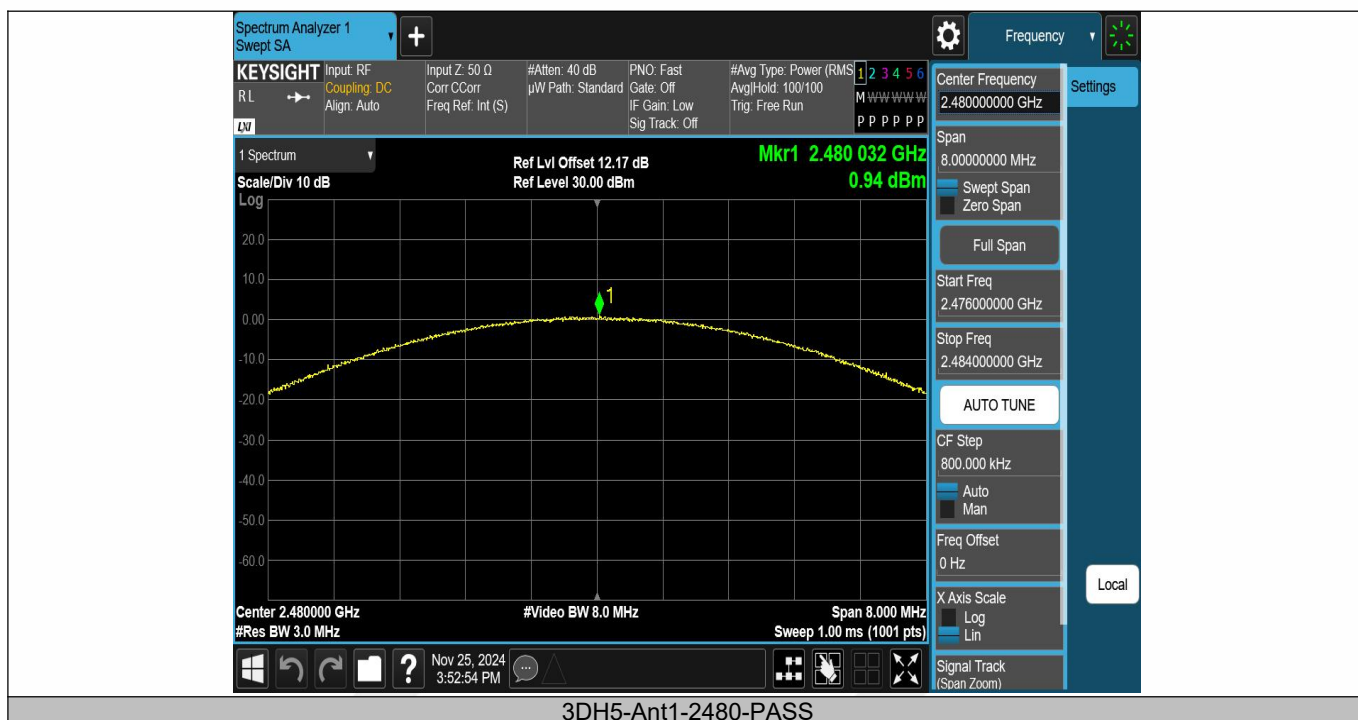 Spectrum Analyzer 1
Swept SA
Frequency
KEYSIGHT
RL
LXI
Input: RF
Coupling: DC
Align: Auto
Input Z: 50 Ω
Corr CCorr
Freq Ref: Int (S)
#Atten: 40 dB
µW Path: Standard
PNO: Fast
Gate: Off
IF Gain: Low
Sig Track: Off
#Avg Type: Power (RMS
Avg|Hold: 100/100
Trig: Free Run
1 2 3 4 5 6
M W W W W W
P P P P P P
1 Spectrum
Scale/Div 10 dB
Log
Ref Lvl Offset 12.17 dB
Ref Level 30.00 dBm
Mkr1 2.480 032 GHz
0.94 dBm
20.0
10.0
0.00
-10.0
-20.0
-30.0
-40.0
-50.0
-60.0
1
Center 2.480000 GHz
#Res BW 3.0 MHz
#Video BW 8.0 MHz
Span 8.000 MHz
Sweep 1.00 ms (1001 pts)
Center Frequency
2.480000000 GHz
Settings
Span
8.00000000 MHz
Swept Span
Zero Span
Full Span
Start Freq
2.476000000 GHz
Stop Freq
2.484000000 GHz
AUTO TUNE
CF Step
800.000 kHz
Auto
Man
Freq Offset
0 Hz
X Axis Scale
Log
Lin
Local
Signal Track
(Span Zoom)
?
Nov 25, 2024
3:52:54 PM
3DH5-Ant1-2480-PASS